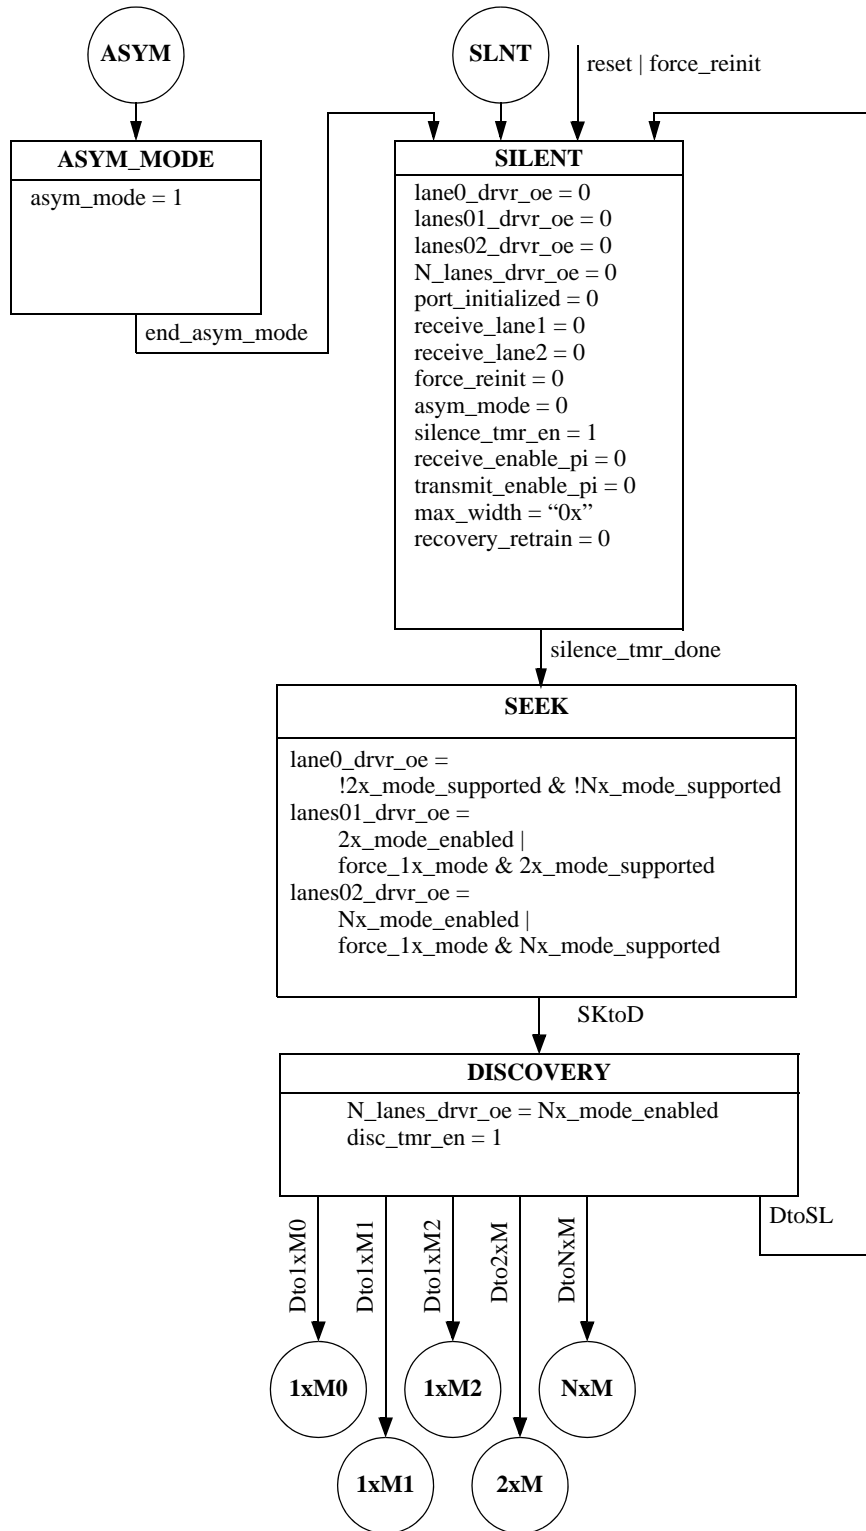 ASYM
SLNT
reset | force_reinit
ASYM_MODE
asym_mode = 1
end_asym_mode
SILENT
lane0_drvr_oe = 0
lanes01_drvr_oe = 0
lanes02_drvr_oe = 0
N_lanes_drvr_oe = 0
port_initialized = 0
receive_lane1 = 0
receive_lane2 = 0
force_reinit = 0
asym_mode = 0
silence_tmr_en = 1
receive_enable_pi = 0
transmit_enable_pi = 0
max_width = “0x”
recovery_retrain = 0
silence_tmr_done
SEEK
lane0_drvr_oe =
!2x_mode_supported & !Nx_mode_supported
lanes01_drvr_oe =
2x_mode_enabled |
force_1x_mode & 2x_mode_supported
lanes02_drvr_oe =
Nx_mode_enabled |
force_1x_mode & Nx_mode_supported
SKtoD
DISCOVERY
N_lanes_drvr_oe = Nx_mode_enabled
disc_tmr_en = 1
Dto1xM0
Dto1xM1
Dto1xM2
Dto2xM
DtoNxM
DtoSL
1xM0
1xM2
NxM
1xM1
2xM